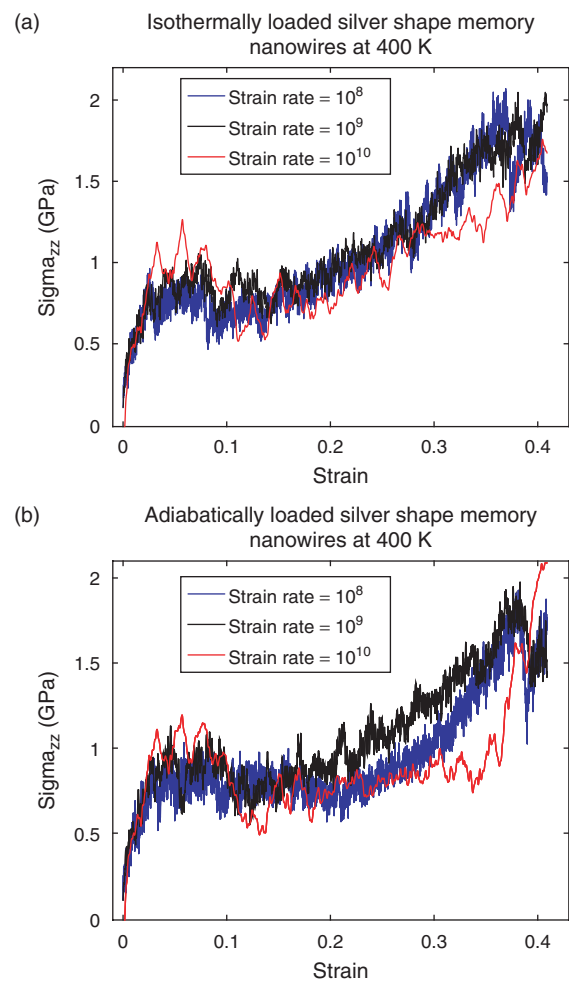 (a)
Isothermally loaded silver shape memory
nanowires at 400 K
2
1.5
1
0.5
0
Sigma_zz (GPa)
Strain rate = 10^8
Strain rate = 10^9
Strain rate = 10^10
0 0.1 0.2 0.3 0.4
Strain
(b)
Adiabatically loaded silver shape memory
nanowires at 400 K
2
1.5
1
0.5
0
Sigma_zz (GPa)
Strain rate = 10^8
Strain rate = 10^9
Strain rate = 10^10
0 0.1 0.2 0.3 0.4
Strain